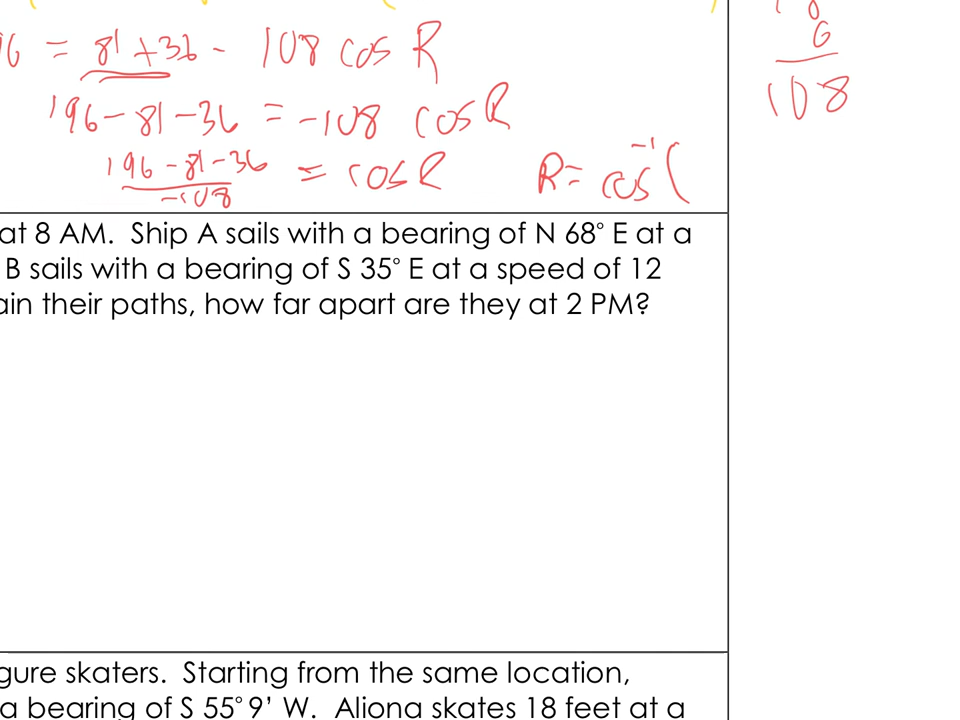 6 = 81 + 36 - 108 cos R
196 - 81 - 36 = -108 cos R
196 - 81 - 36 / -108 = cos R R = cos⁻¹(
6
108
at 8 AM. Ship A sails with a bearing of N 68° E at a
B sails with a bearing of S 35° E at a speed of 12
ain their paths, how far apart are they at 2 PM?
gure skaters. Starting from the same location,
a bearing of S 55° 9' W. Aliona skates 18 feet at a